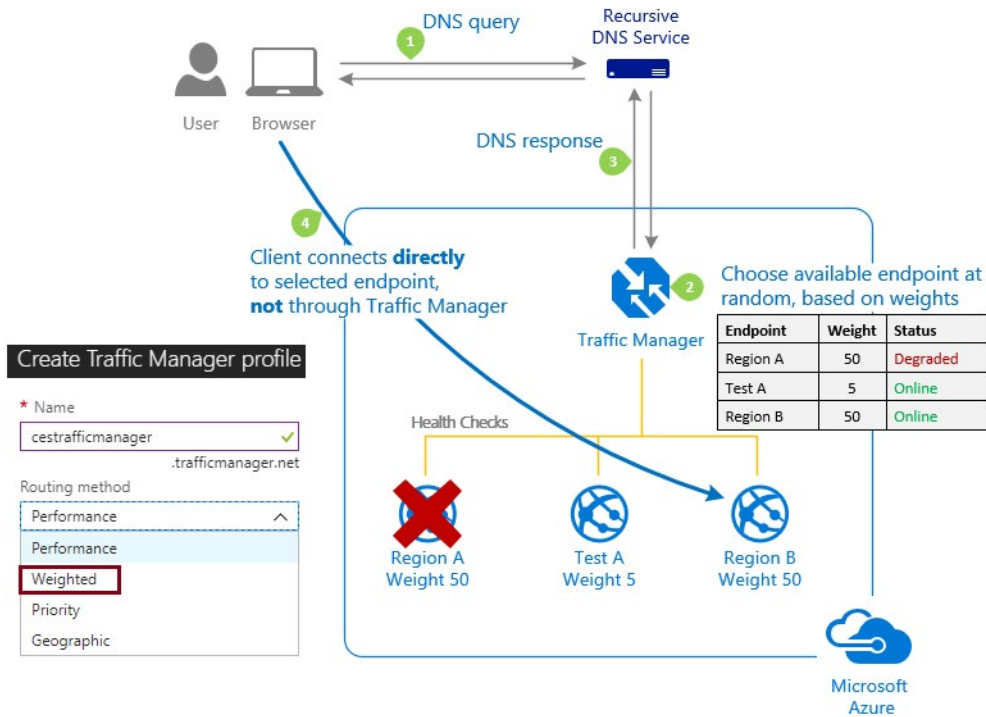 DNS query
1
Recursive
DNS Service
User
Browser
DNS response
3
4
Client connects directly
to selected endpoint,
not through Traffic Manager
2
Choose available endpoint at
random, based on weights
Traffic Manager
Endpoint Weight Status
Region A 50 Degraded
Test A 5 Online
Region B 50 Online
Health Checks
Region A
Weight 50
Test A
Weight 5
Region B
Weight 50
Microsoft
Azure
Create Traffic Manager profile
* Name
cestrafficmanager
.trafficmanager.net
Routing method
Performance
Performance
Weighted
Priority
Geographic